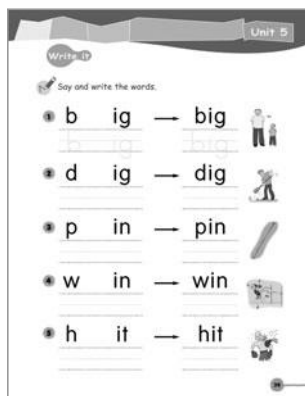 Unit 5
Write it
Say and write the words.
1 b ig → big
b ig big
2 d ig → dig
3 p in → pin
4 w in → win
5 h it → hit